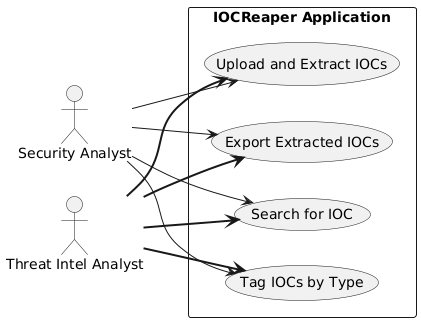 IOCReaper Application
Upload and Extract IOCs
Export Extracted IOCs
Security Analyst
Search for IOC
Threat Intel Analyst
Tag IOCs by Type